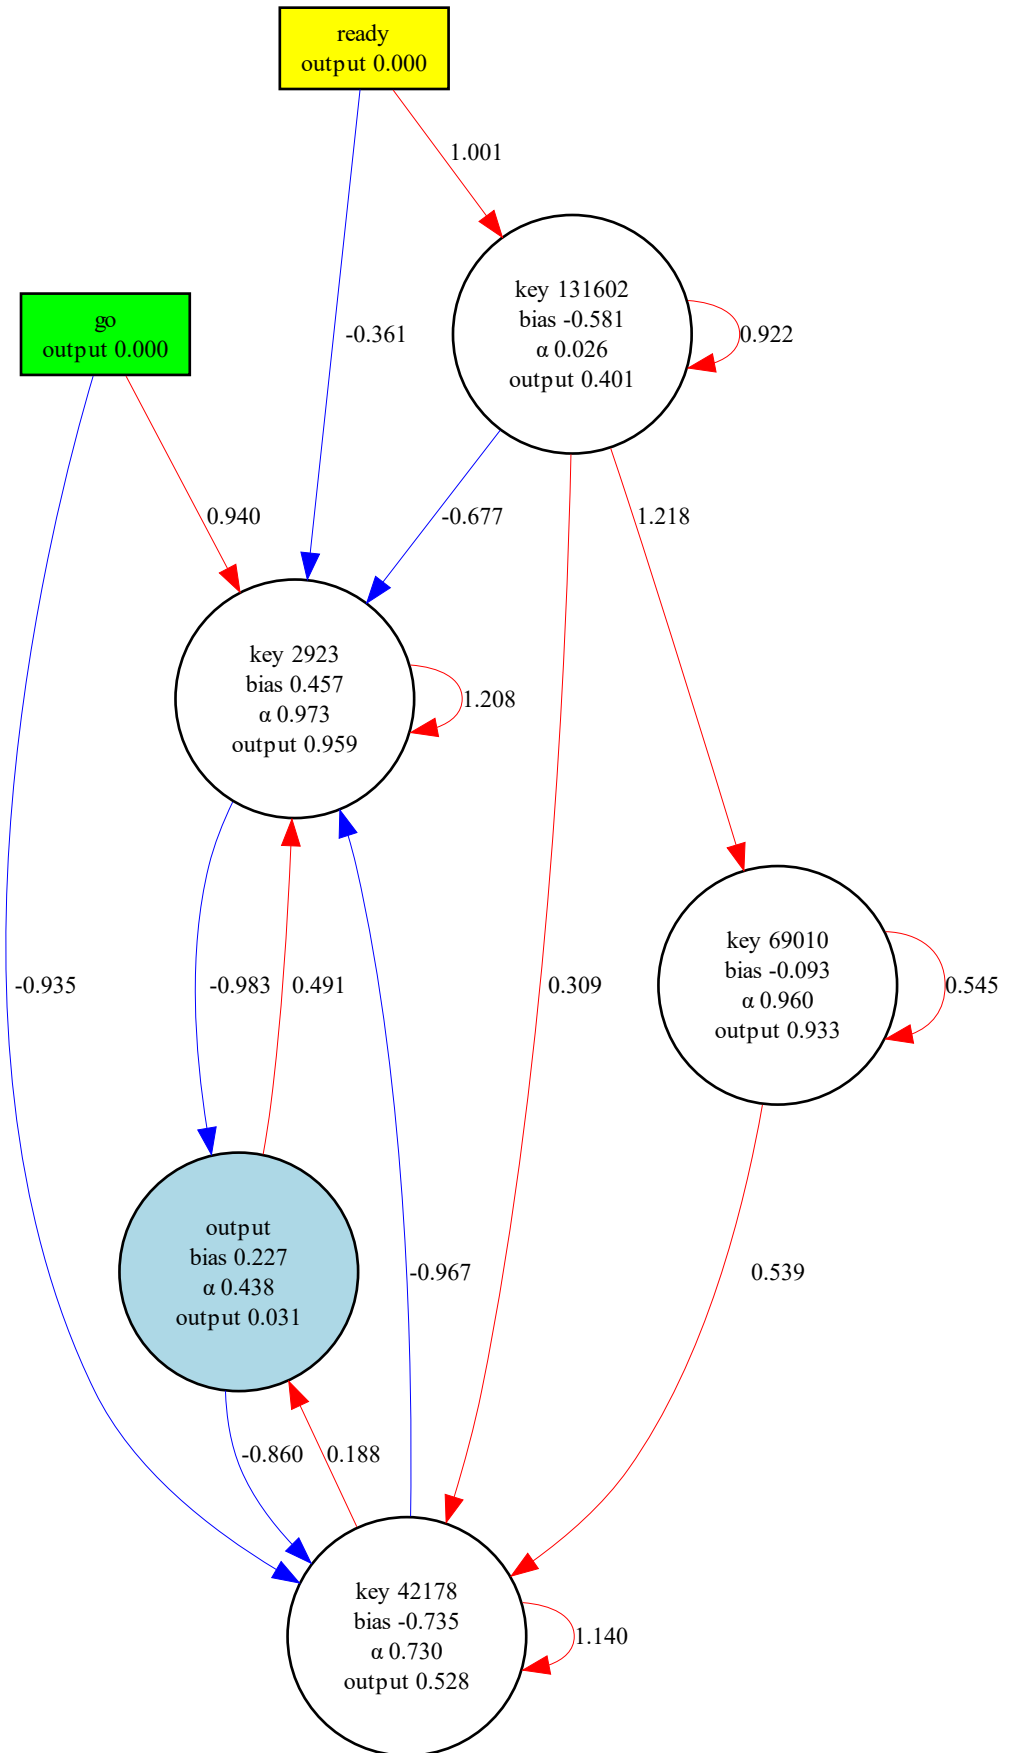 ready
output 0.000
1.001
key 131602
bias -0.581
α 0.026
output 0.401
0.922
go
output 0.000
-0.361
0.940
-0.677
1.218
key 2923
bias 0.457
α 0.973
output 0.959
1.208
key 69010
bias -0.093
α 0.960
output 0.933
0.545
-0.935
-0.983
0.491
0.309
output
bias 0.227
α 0.438
output 0.031
-0.967
0.539
-0.860
0.188
key 42178
bias -0.735
α 0.730
output 0.528
1.140